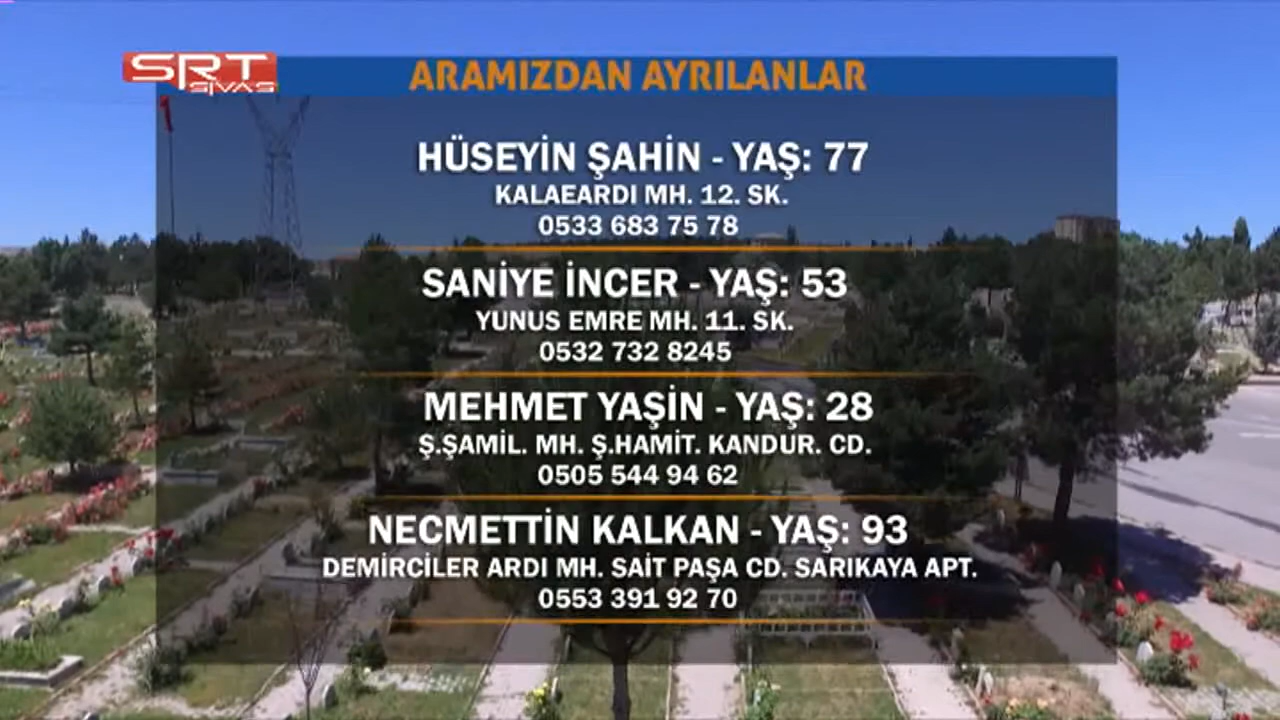 SRT
SİVAS
ARAMIZDAN AYRILANLAR
HÜSEYİN ŞAHİN - YAŞ: 77
KALAEARDI MH. 12. SK.
0533 683 75 78
SANİYE İNCER - YAŞ: 53
YUNUS EMRE MH. 11. SK.
0532 732 8245
MEHMET YAŞİN - YAŞ: 28
Ş.ŞAMİL. MH. Ş.HAMİT. KANDUR. CD.
0505 544 94 62
NECMETTİN KALKAN - YAŞ: 93
DEMİRCİLER ARDI MH. SAİT PAŞA CD. SARIKAYA APT.
0553 391 92 70